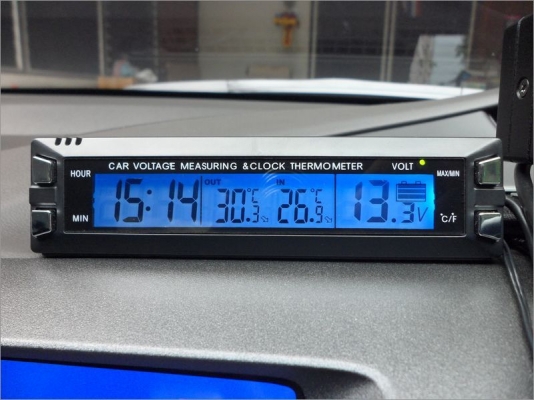 CAR VOLTAGE MEASURING &CLOCK THERMOMETER VOLT
HOUR MAX/MIN
OUT IN
15:14 30.3°C 26.9°C 13.3V
MIN °C/F